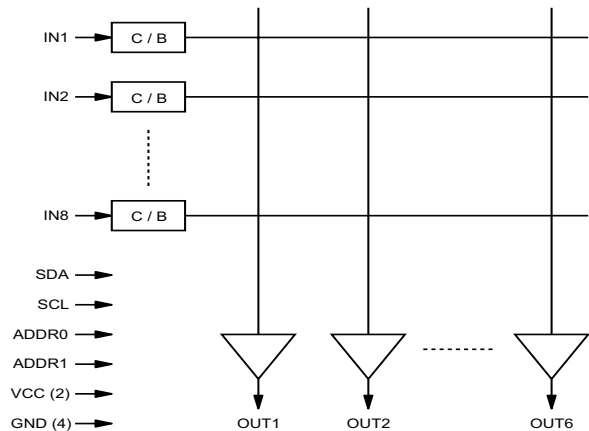 IN1 C / B
IN2 C / B
IN8 C / B
SDA
SCL
ADDR0
ADDR1
VCC (2)
GND (4) OUT1 OUT2 OUT6